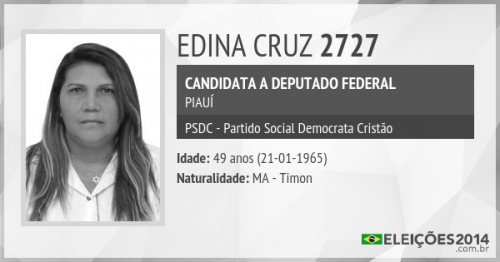 EDINA CRUZ 2727
CANDIDATA A DEPUTADO FEDERAL
PIAUÍ
PSDC - Partido Social Democrata Cristão
Idade: 49 anos (21-01-1965)
Naturalidade: MA - Timon
ELEIÇÕES2014
.com.br